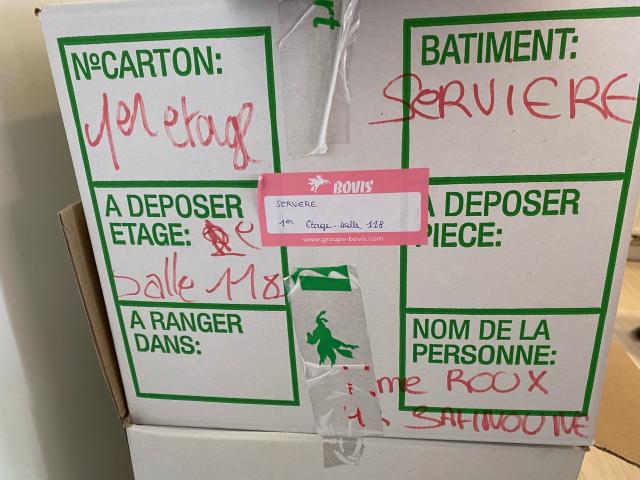 NºCARTON:
1er etage
BATIMENT:
SERVIERE
A DEPOSER
ETAGE:
Salle 118
BOVIS
SERVIERE
1er Etage - Salle 118
www.groupe-bovis.com
A DEPOSER
PIECE:
A RANGER
DANS:
NOM DE LA
PERSONNE:
me ROUX